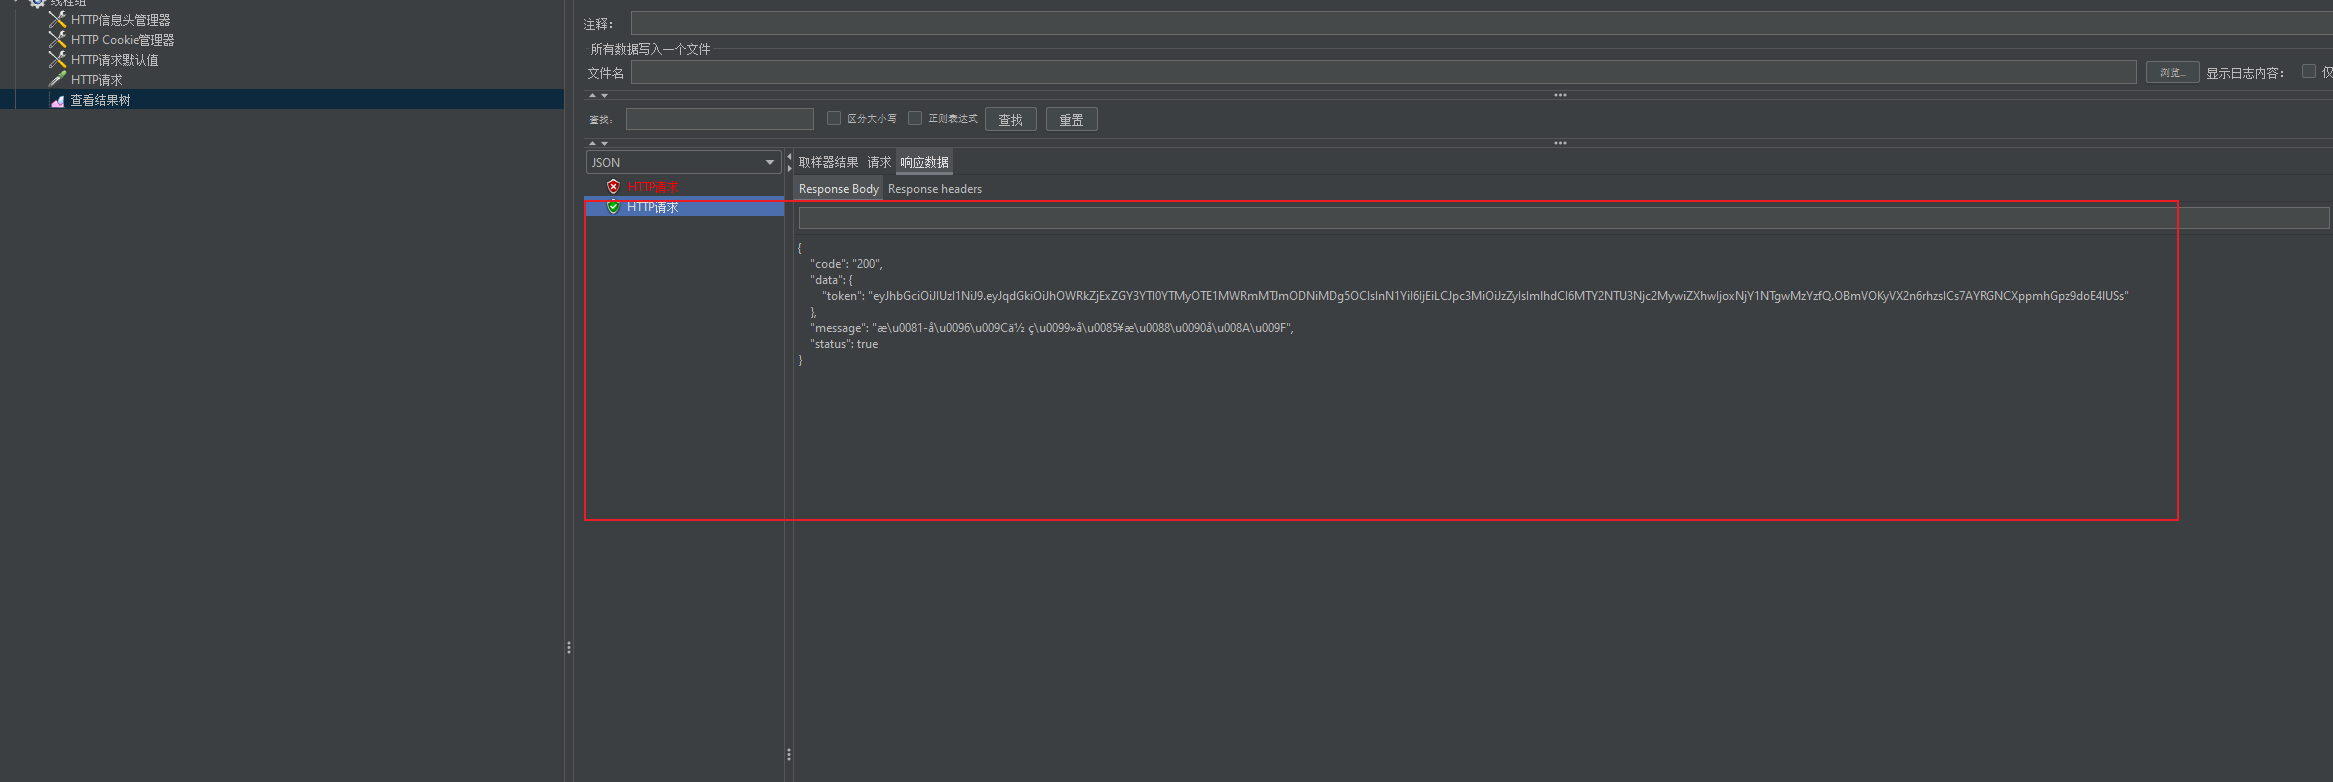 线程组
HTTP信息头管理器
HTTP Cookie管理器
HTTP请求默认值
HTTP请求
查看结果树
注释：
所有数据写入一个文件
文件名
浏览...
显示日志内容：
仅
查找：
区分大小写
正则表达式
查找
重置
JSON
取样器结果
请求
响应数据
HTTP请求
HTTP请求
Response Body
Response headers
{
"code": "200",
"data": {
"token":
},
"message": "æ\u0081-å\u0096\u009Cä½ ç\u0099»å\u0085¥æ\u0088\u0090å\u008A\u009F",
"status": true
}